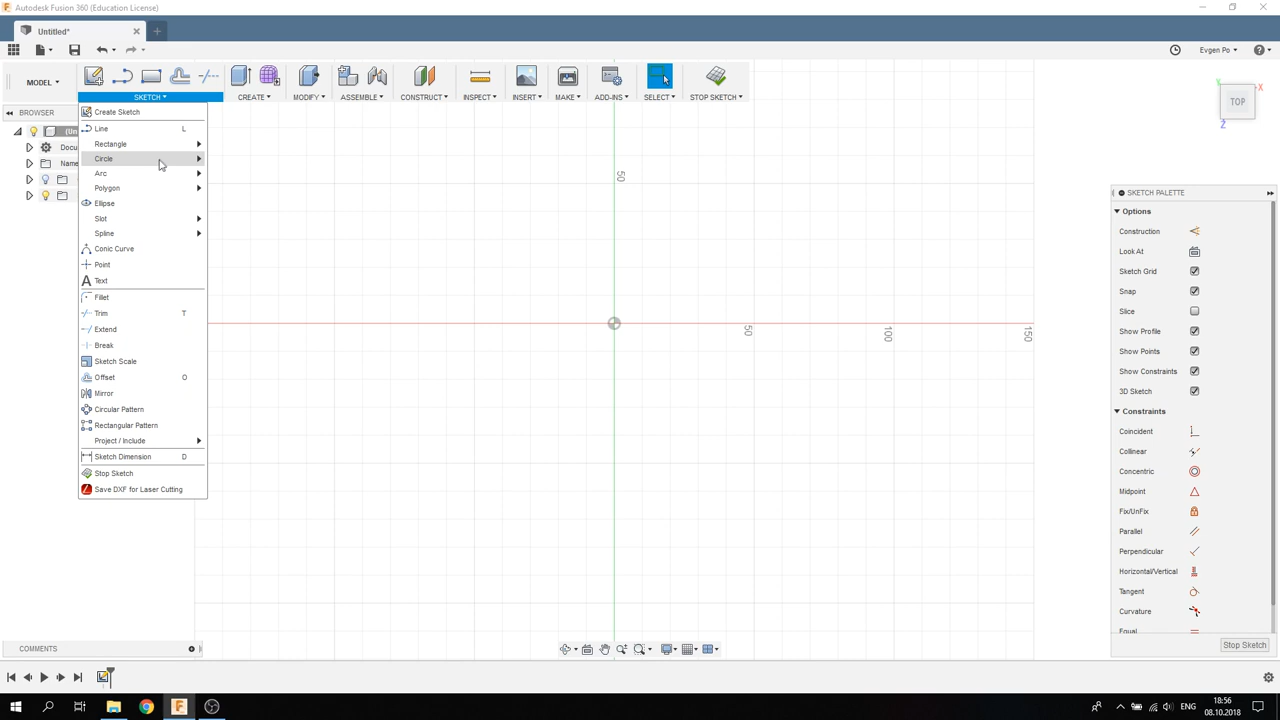 Autodesk Fusion 360 (Education License)
Untitled*
Evgen Po
MODEL
SKETCH
CREATE
MODIFY
ASSEMBLE
CONSTRUCT
INSPECT
INSERT
MAKE
ADD-INS
SELECT
STOP SKETCH
BROWSER
(Un
Docu
Name
Create Sketch
Line L
Rectangle
Circle
Arc
Polygon
Ellipse
Slot
Spline
Conic Curve
Point
Text
Fillet
Trim T
Extend
Break
Sketch Scale
Offset O
Mirror
Circular Pattern
Rectangular Pattern
Project / Include
Sketch Dimension D
Stop Sketch
Save DXF for Laser Cutting
50
50
100
150
TOP
X
Y
Z
SKETCH PALETTE
Options
Construction
Look At
Sketch Grid
Snap
Slice
Show Profile
Show Points
Show Constraints
3D Sketch
Constraints
Coincident
Collinear
Concentric
Midpoint
Fix/UnFix
Parallel
Perpendicular
Horizontal/Vertical
Tangent
Curvature
Equal
Stop Sketch
COMMENTS
ENG
18:56
08.10.2018